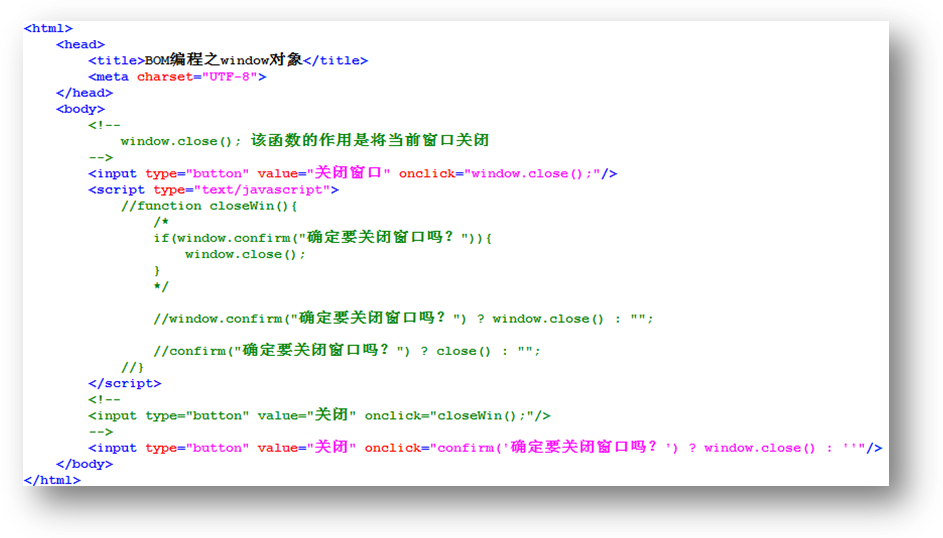 <html>
<head>
<title>BOM编程之window对象</title>
<meta charset="UTF-8">
</head>
<body>
<!--
window.close(); 该函数的作用是将当前窗口关闭
-->
<input type="button" value="关闭窗口" onclick="window.close();"/>
<script type="text/javascript">
//function closeWin(){
/*
if(window.confirm("确定要关闭窗口吗？")){
window.close();
}
*/
//window.confirm("确定要关闭窗口吗？") ? window.close() : "";
//confirm("确定要关闭窗口吗？") ? close() : "";
//}
</script>
<!--
<input type="button" value="关闭" onclick="closeWin();"/>
-->
<input type="button" value="关闭" onclick="confirm('确定要关闭窗口吗？') ? window.close() : ''"/>
</body>
</html>